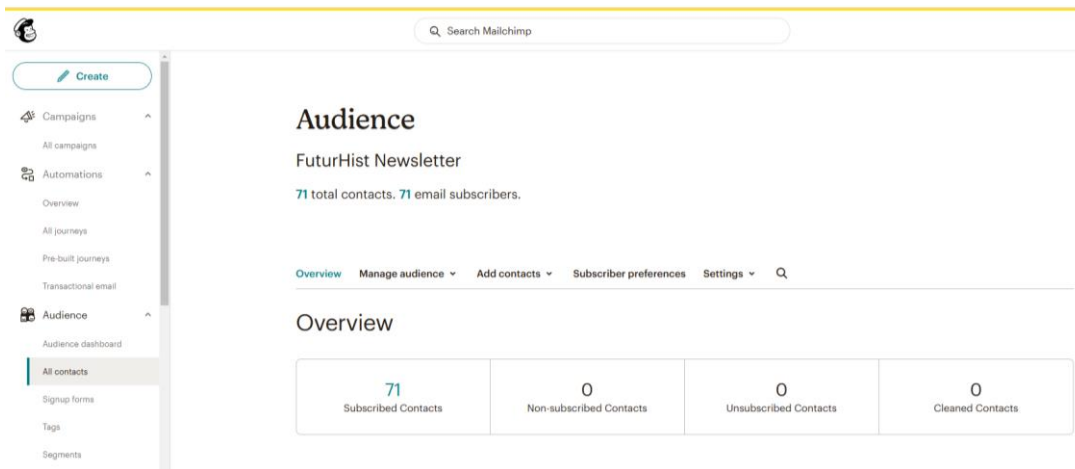 Search Mailchimp
Create
Campaigns
All campaigns
Automations
Overview
All journeys
Pre-built journeys
Transactional email
Audience
Audience dashboard
All contacts
Signup forms
Tags
Segments
Audience
FuturHist Newsletter
71 total contacts. 71 email subscribers.
Overview Manage audience Add contacts Subscriber preferences Settings
Overview
71 0 0 0
Subscribed Contacts Non-subscribed Contacts Unsubscribed Contacts Cleaned Contacts